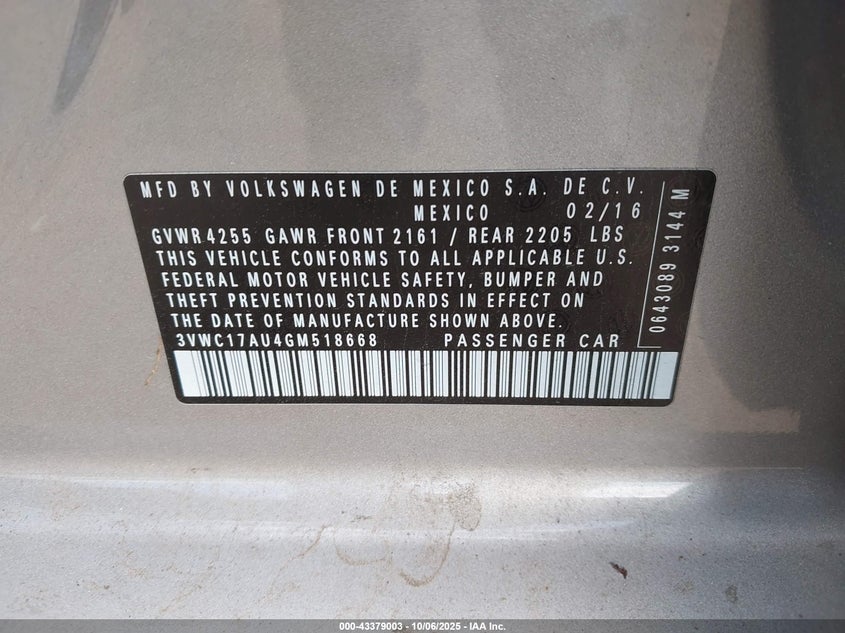 MFD BY VOLKSWAGEN DE MEXICO S.A. DE C.V.
MEXICO 02/16
GVWR 4255 GAWR FRONT 2161 / REAR 2205 LBS
THIS VEHICLE CONFORMS TO ALL APPLICABLE U.S.
FEDERAL MOTOR VEHICLE SAFETY, BUMPER AND
THEFT PREVENTION STANDARDS IN EFFECT ON
THE DATE OF MANUFACTURE SHOWN ABOVE.
3VWC17AU4GM518668 PASSENGER CAR
0643089 3144 M
000-43379003 - 10/06/2025 - IAA Inc.